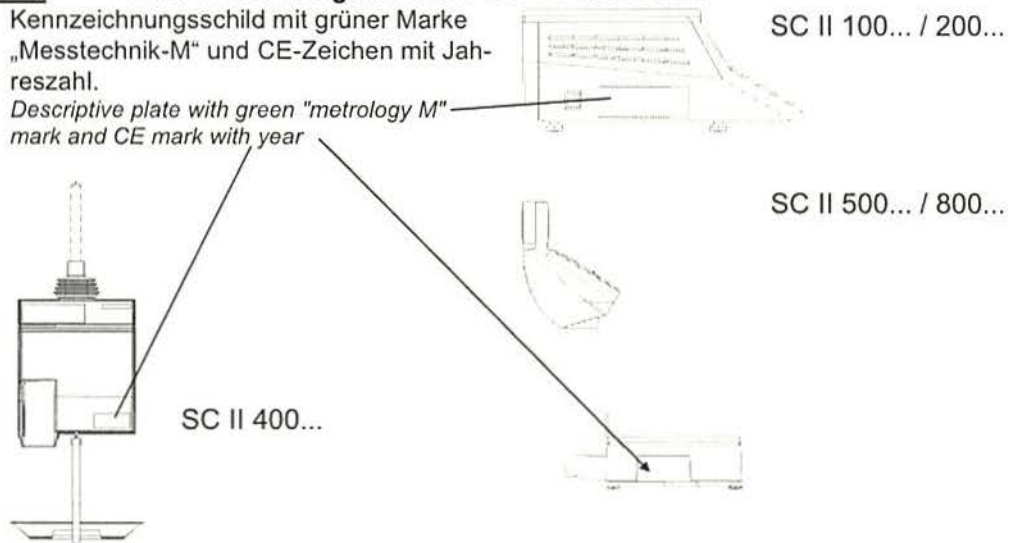 Kennzeichnungsschild mit grüner Marke
„Messtechnik-M“ und CE-Zeichen mit Jah-
reszahl.
Descriptive plate with green "metrology M"
mark and CE mark with year
SC II 100... / 200...
SC II 500... / 800...
SC II 400...